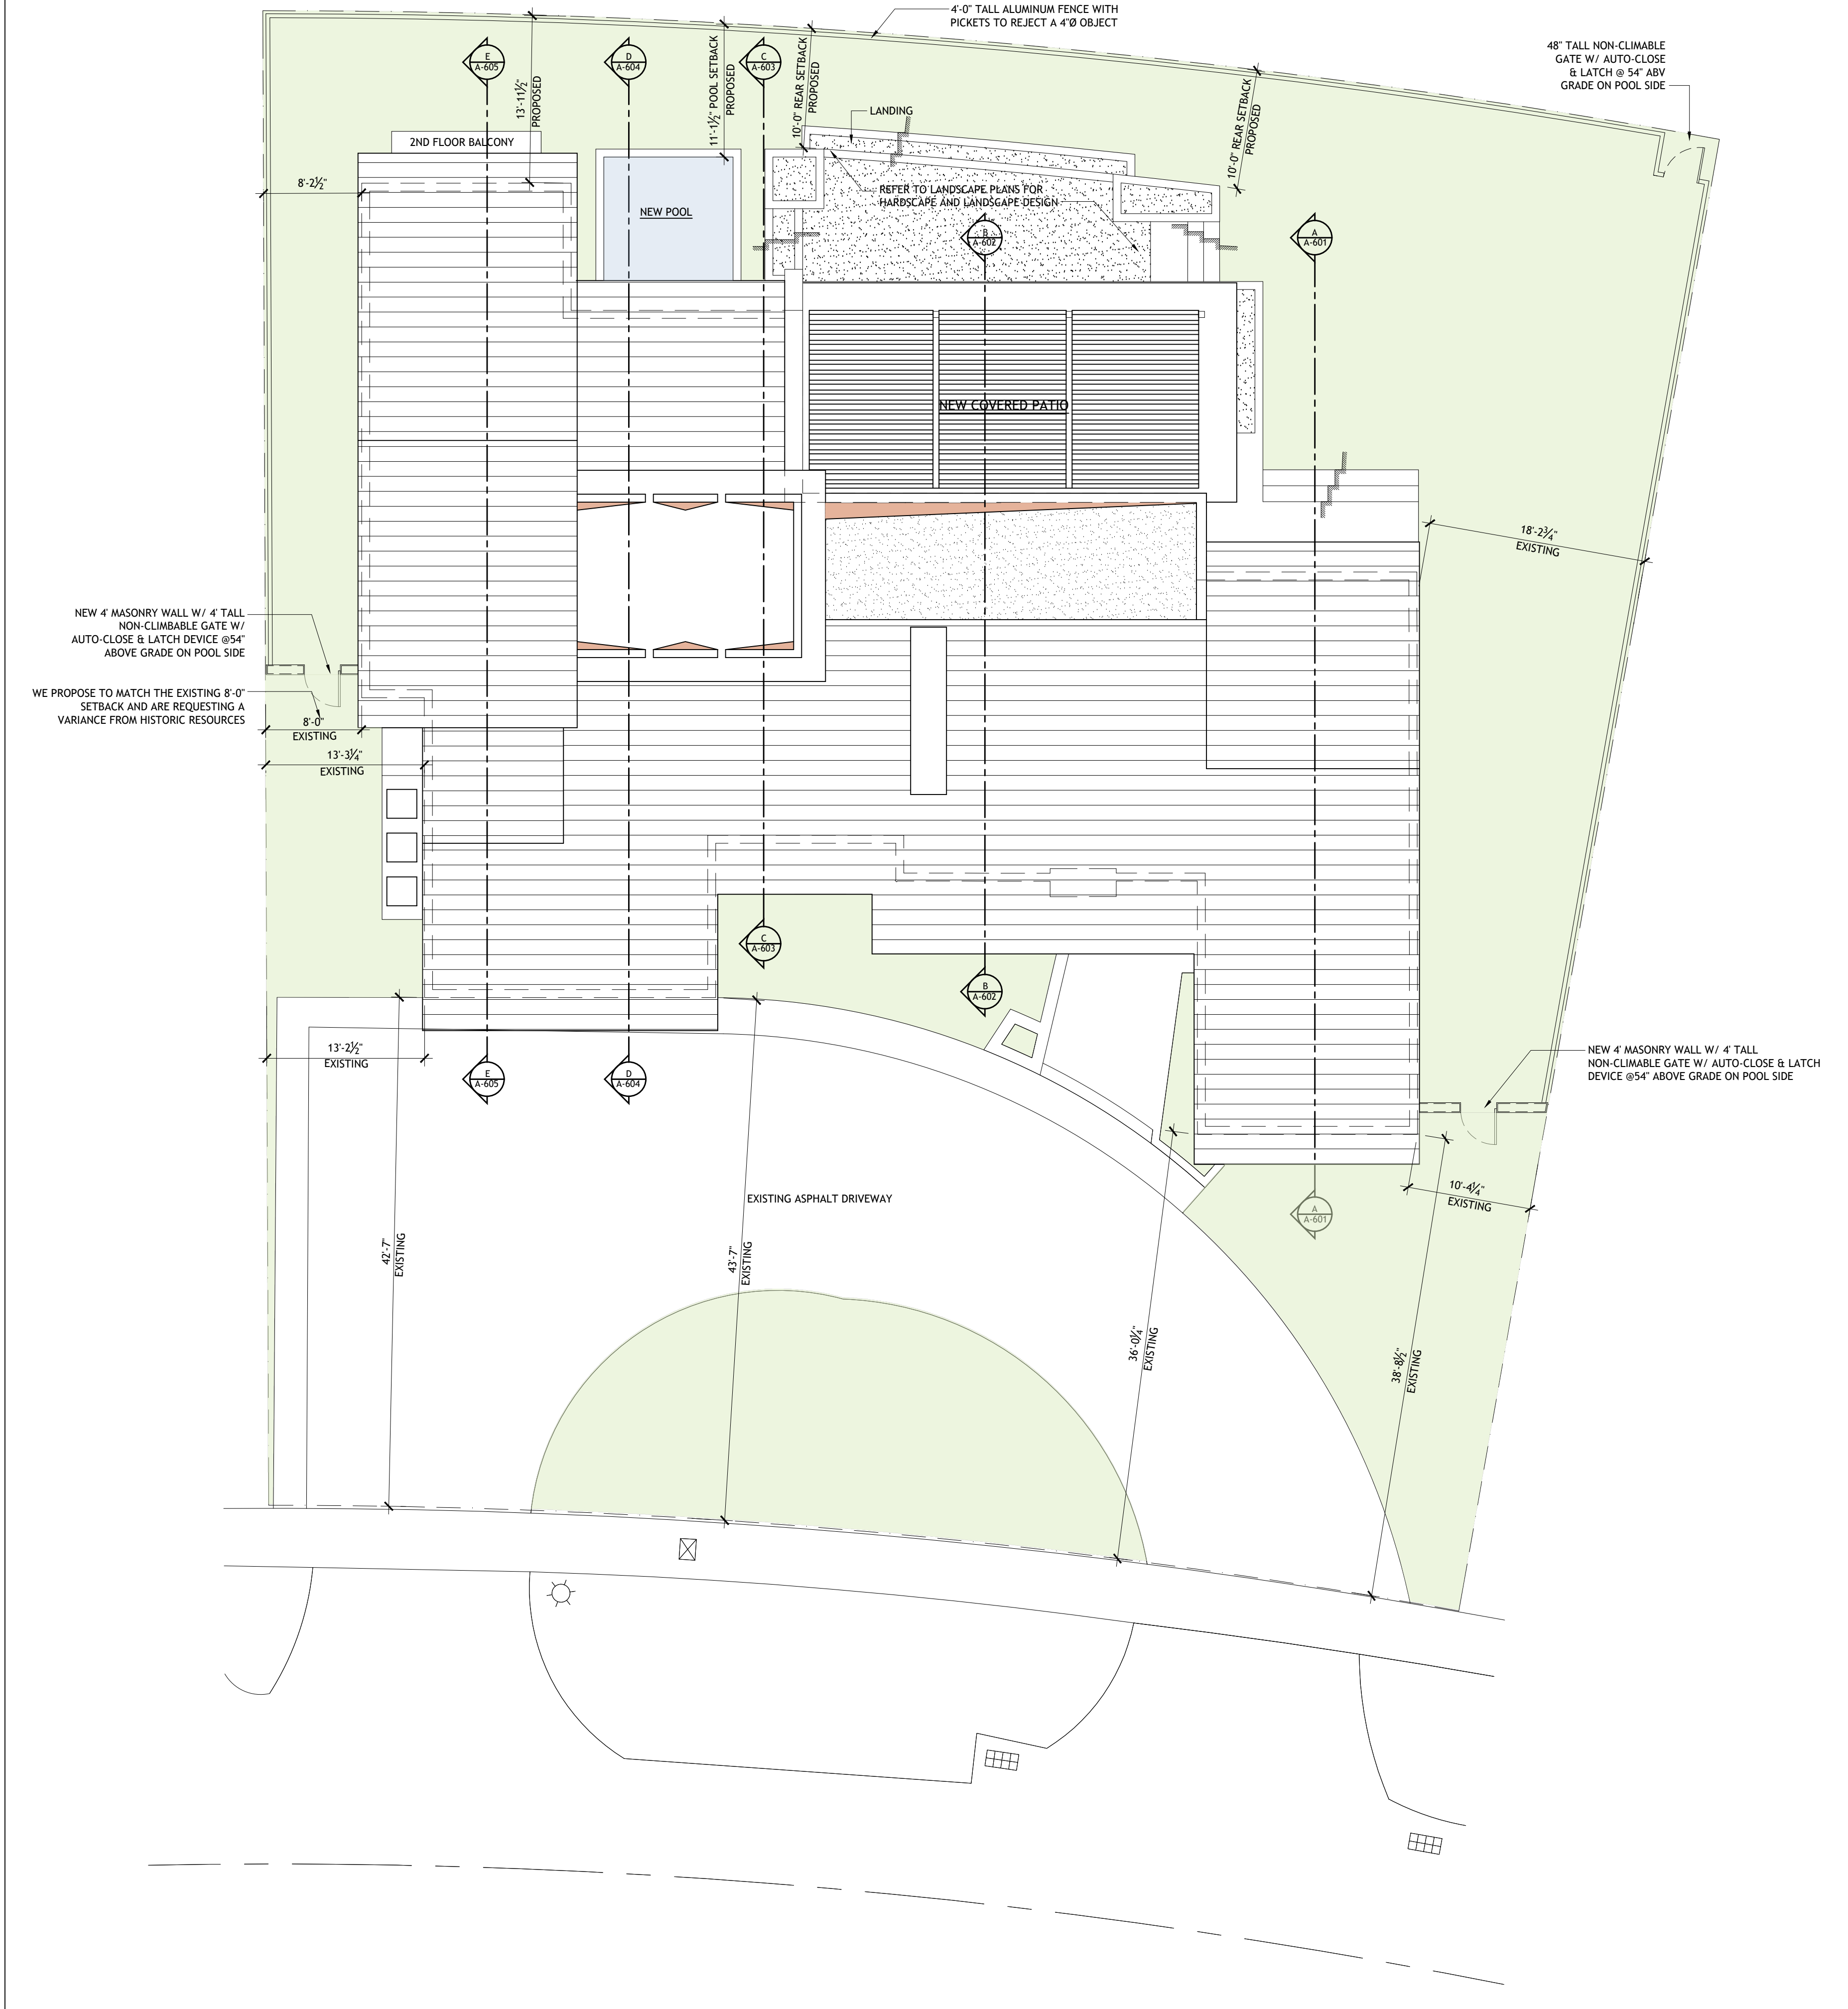 4'-0" TALL ALUMINUM FENCE WITH
PICKETS TO REJECT A 4"Ø OBJECT
48" TALL NON-CLIMABLE
GATE W/ AUTO-CLOSE
& LATCH @ 54" ABV
GRADE ON POOL SIDE
E
A-605
D
A-604
C
A-603
13'-11½"
PROPOSED
11'-1½" POOL SETBACK
PROPOSED
10'-0" REAR SETBACK
PROPOSED
10'-0" REAR SETBACK
PROPOSED
LANDING
2ND FLOOR BALCONY
8'-2½"
NEW POOL
REFER TO LANDSCAPE PLANS FOR
HARDSCAPE AND LANDSCAPE DESIGN
B
A-602
A
A-601
NEW COVERED PATIO
18'-2¾"
EXISTING
NEW 4' MASONRY WALL W/ 4' TALL
NON-CLIMBABLE GATE W/
AUTO-CLOSE & LATCH DEVICE @54"
ABOVE GRADE ON POOL SIDE
WE PROPOSE TO MATCH THE EXISTING 8'-0"
SETBACK AND ARE REQUESTING A
VARIANCE FROM HISTORIC RESOURCES
8'-0"
EXISTING
13'-3¼"
EXISTING
C
A-603
B
A-602
13'-2½"
EXISTING
E
A-605
D
A-604
NEW 4' MASONRY WALL W/ 4' TALL
NON-CLIMABLE GATE W/ AUTO-CLOSE & LATCH
DEVICE @54" ABOVE GRADE ON POOL SIDE
EXISTING ASPHALT DRIVEWAY
10'-4¼"
EXISTING
A
A-601
42'-7"
EXISTING
43'-7"
EXISTING
36'-0¼"
EXISTING
38'-8½"
EXISTING